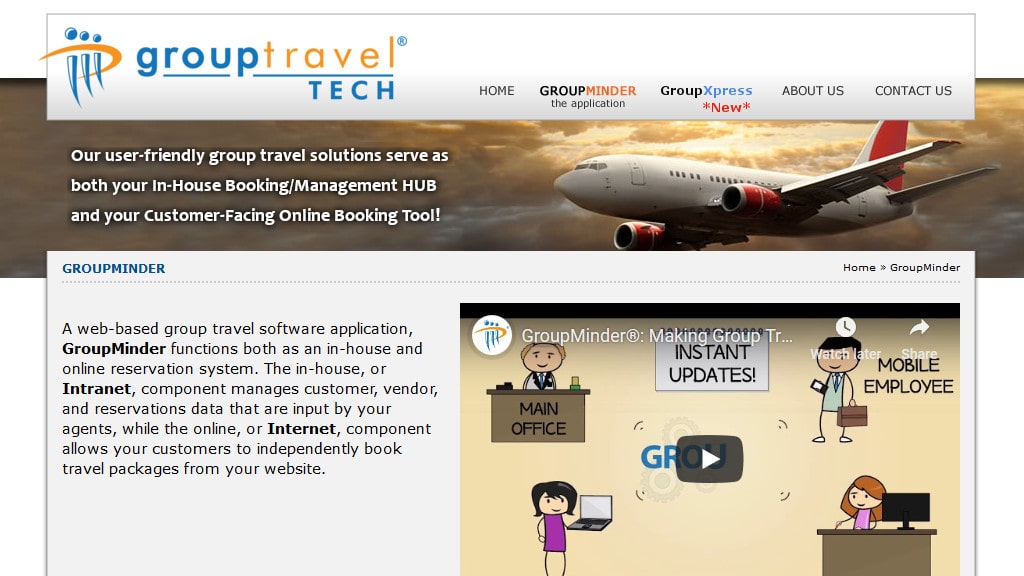 grouptravel®
TECH
HOME
GROUPMINDER
the application
GroupXpress
*New*
ABOUT US
CONTACT US
Our user-friendly group travel solutions serve as
both your In-House Booking/Management HUB
and your Customer-Facing Online Booking Tool!
GROUPMINDER
Home » GroupMinder
A web-based group travel software application,
GroupMinder functions both as an in-house and
online reservation system. The in-house, or
Intranet, component manages customer, vendor,
and reservations data that are input by your
agents, while the online, or Internet, component
allows your customers to independently book
travel packages from your website.
GroupMinder®: Making Group Tr...
Watch later
Share
INSTANT
UPDATES!
MOBILE
EMPLOYEE
MAIN
OFFICE
GROU